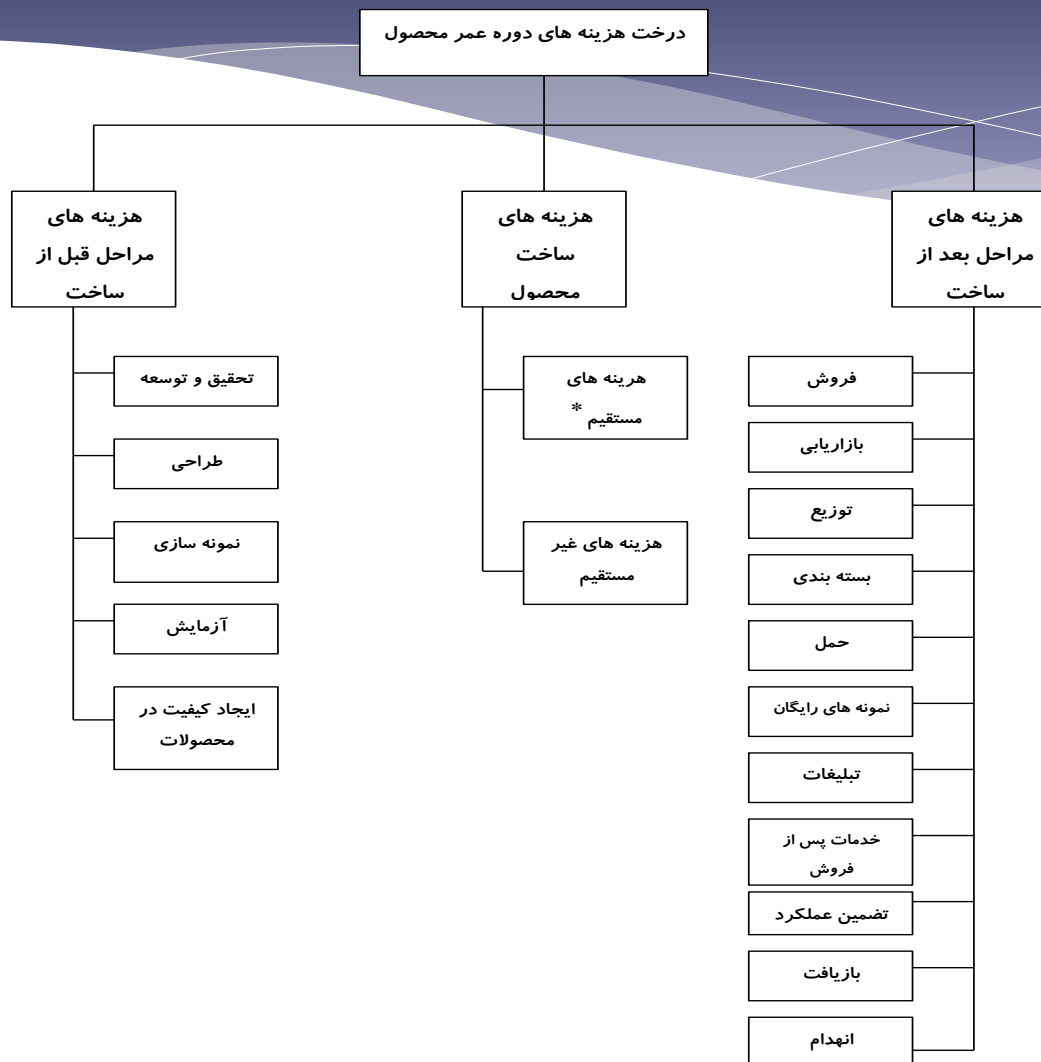 درخت هزینه های دوره عمر محصول
هزینه های
مراحل بعد از
ساخت
هزینه های
ساخت
محصول
هزینه های
مراحل قبل از
ساخت
فروش
بازاریابی
توزیع
بسته بندی
حمل
نمونه های رایگان
تبلیغات
خدمات پس از
فروش
تضمین عملکرد
بازیافت
انهدام
هرینه های
مستقیم *
هزینه های غیر
مستقیم
تحقیق و توسعه
طراحی
نمونه سازی
آزمایش
ایجاد کیفیت در
محصولات